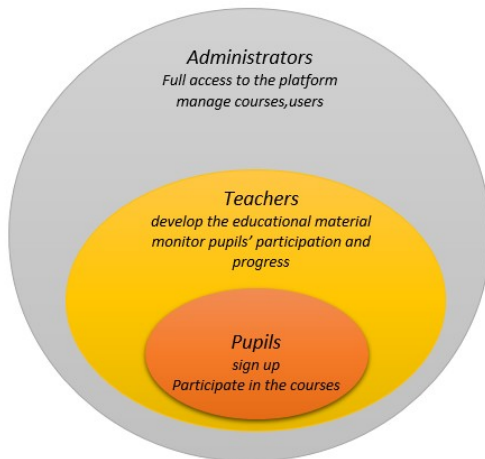 Administrators
Full access to the platform
manage courses,users
Teachers
develop the educational material
monitor pupils' participation and
progress
Pupils
sign up
Participate in the courses